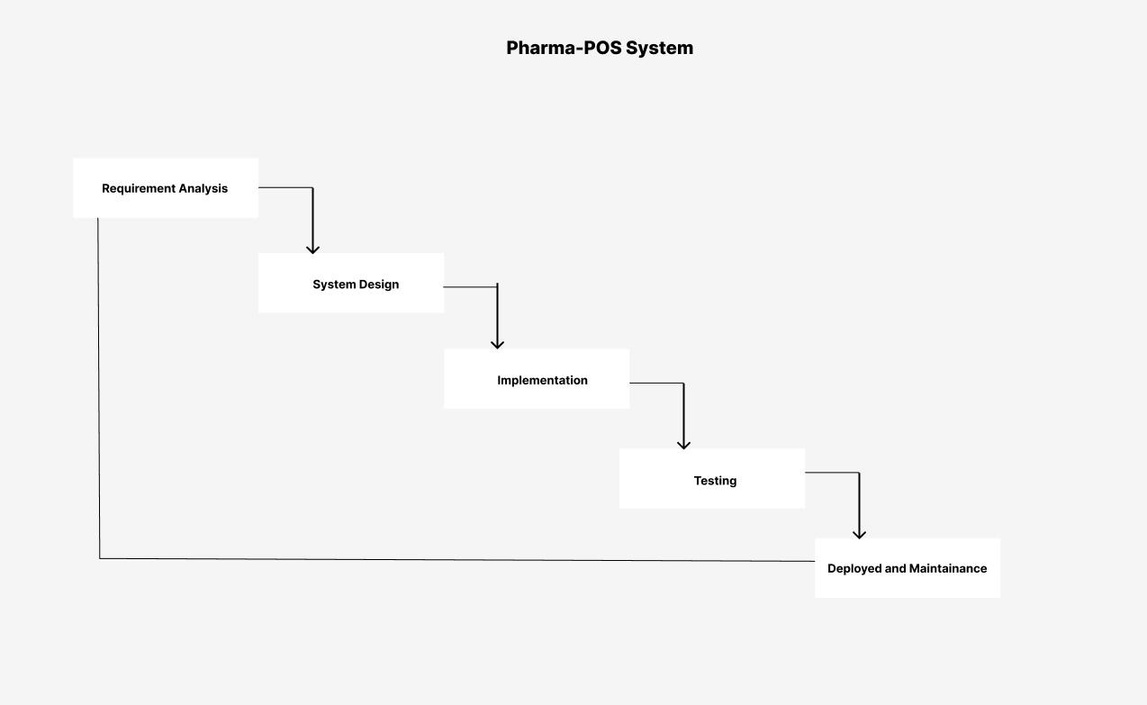 Pharma-POS System
Requirement Analysis
System Design
Implementation
Testing
Deployed and Maintainance